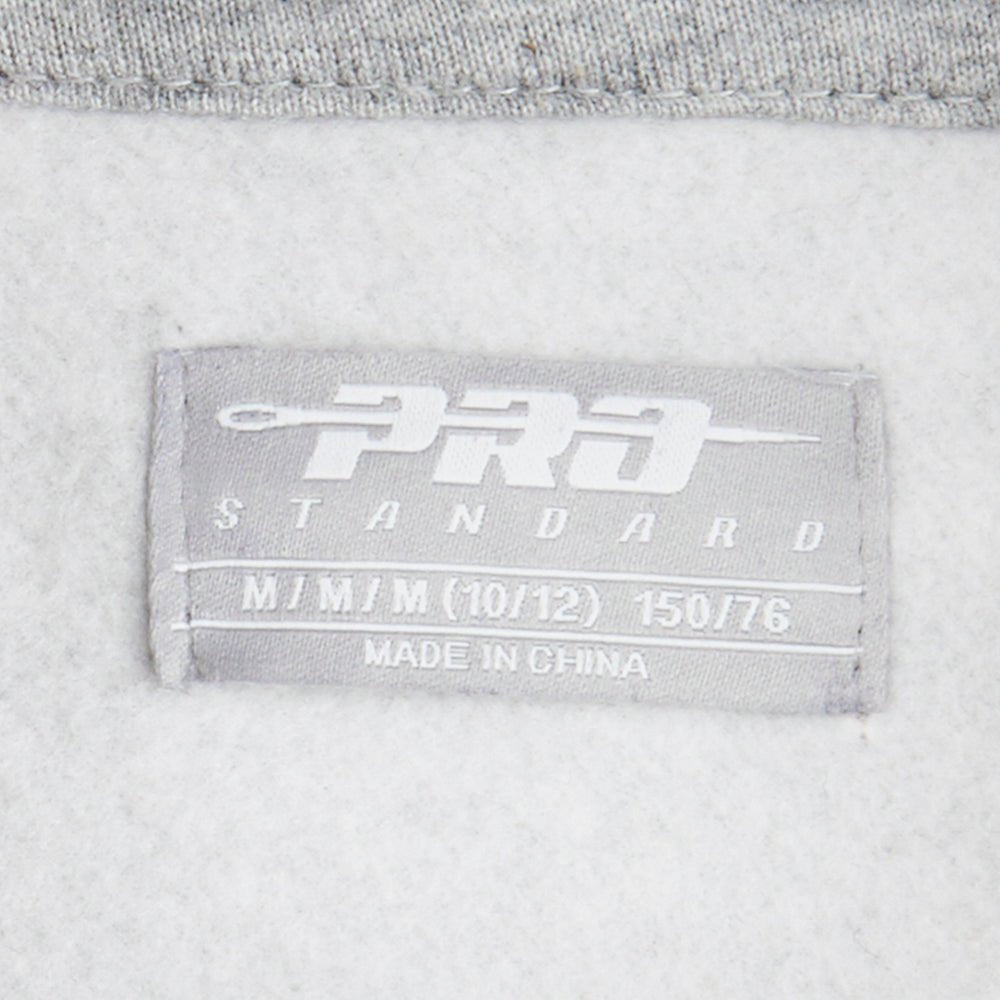 PRO
STANDARD
M / M / M (10/12) 150/76
MADE IN CHINA